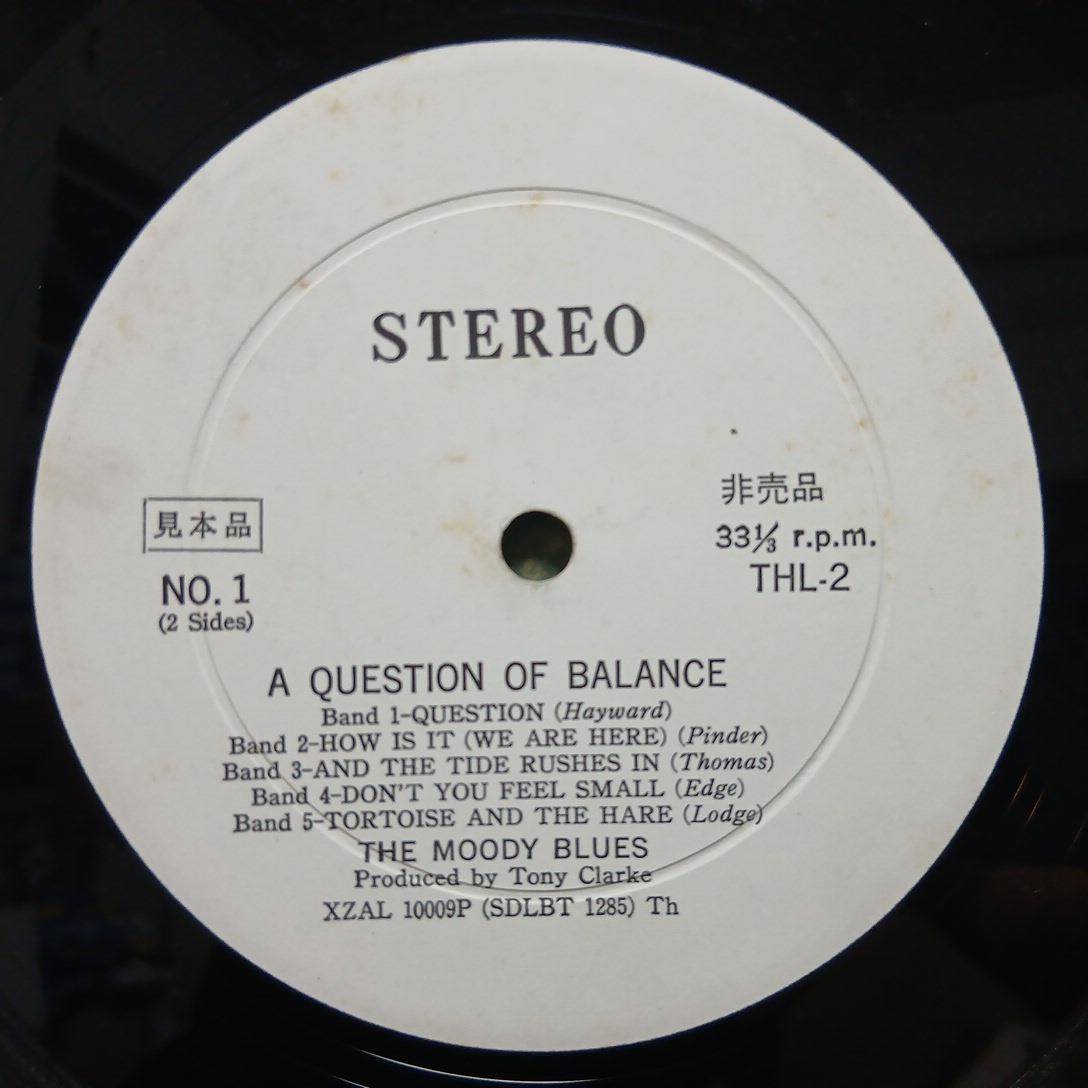 STEREO
見本品
NO. 1
(2 Sides)
非売品
33⅓ r.p.m.
THL-2
A QUESTION OF BALANCE
Band 1-QUESTION (Hayward)
Band 2-HOW IS IT (WE ARE HERE) (Pinder)
Band 3-AND THE TIDE RUSHES IN (Thomas)
Band 4-DON'T YOU FEEL SMALL (Edge)
Band 5-TORTOISE AND THE HARE (Lodge)
THE MOODY BLUES
Produced by Tony Clarke
XZAL 10009P (SDLBT 1285) Th